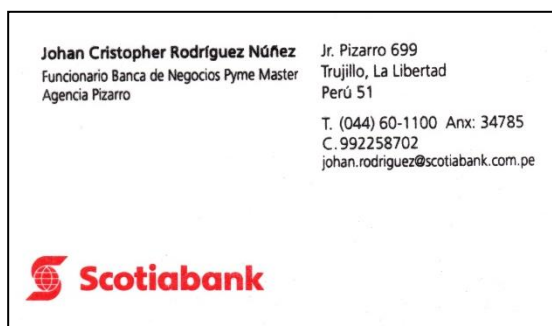 Johan Cristopher Rodríguez Núñez
Funcionario Banca de Negocios Pyme Master
Agencia Pizarro
Jr. Pizarro 699
Trujillo, La Libertad
Perú 51
T. (044) 60-1100 Anx: 34785
C. 992258702
johan.rodriguez@scotiabank.com.pe
Scotiabank